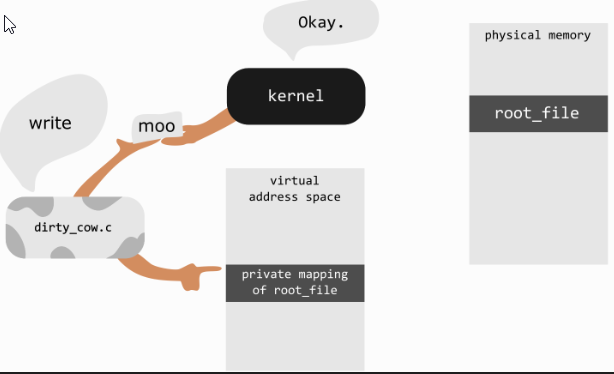 Okay.
physical memory
kernel
root_file
write
moo
virtual
address space
dirty_cow.c
private mapping
of root_file